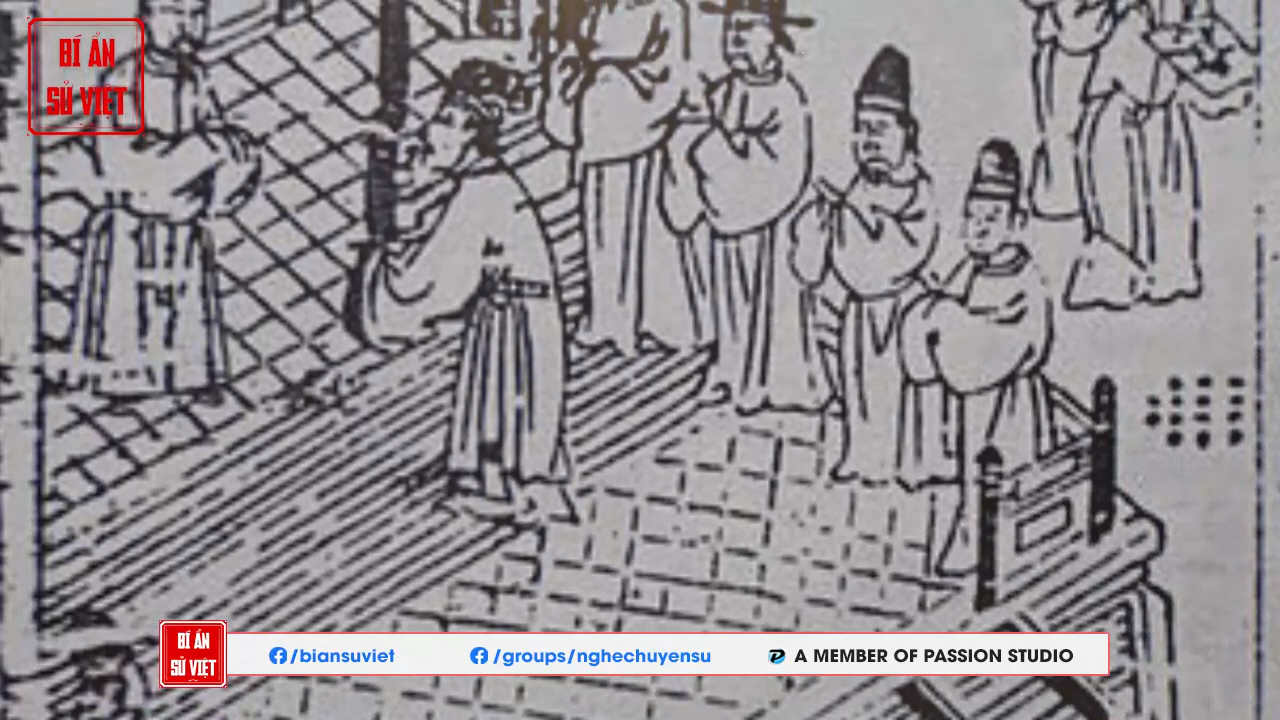 BÍ ẨN
SỬ VIỆT
BÍ ẨN
SỬ VIỆT
/biansuviet
/groups/nghechuyensu
A MEMBER OF PASSION STUDIO